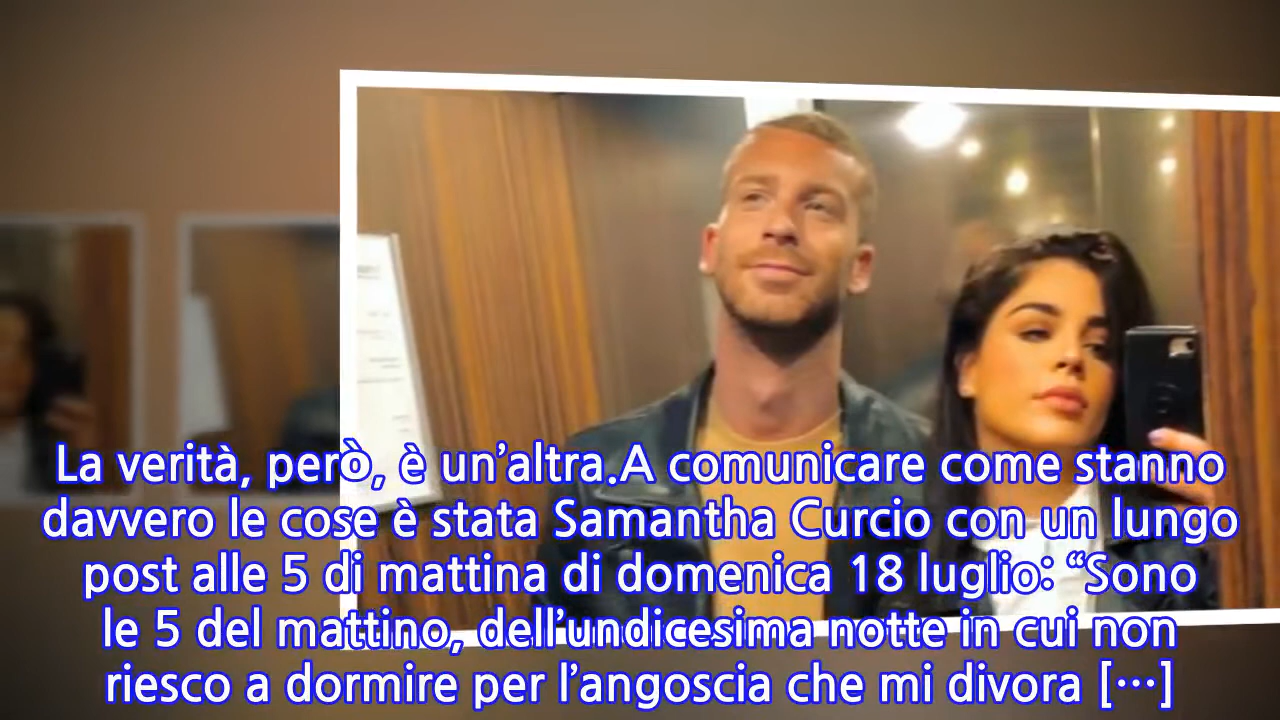 La verità, però, è un’altra.A comunicare come stanno
davvero le cose è stata Samantha Curcio con un lungo
post alle 5 di mattina di domenica 18 luglio: “Sono
le 5 del mattino, dell’undicesima notte in cui non
riesco a dormire per l’angoscia che mi divora […]